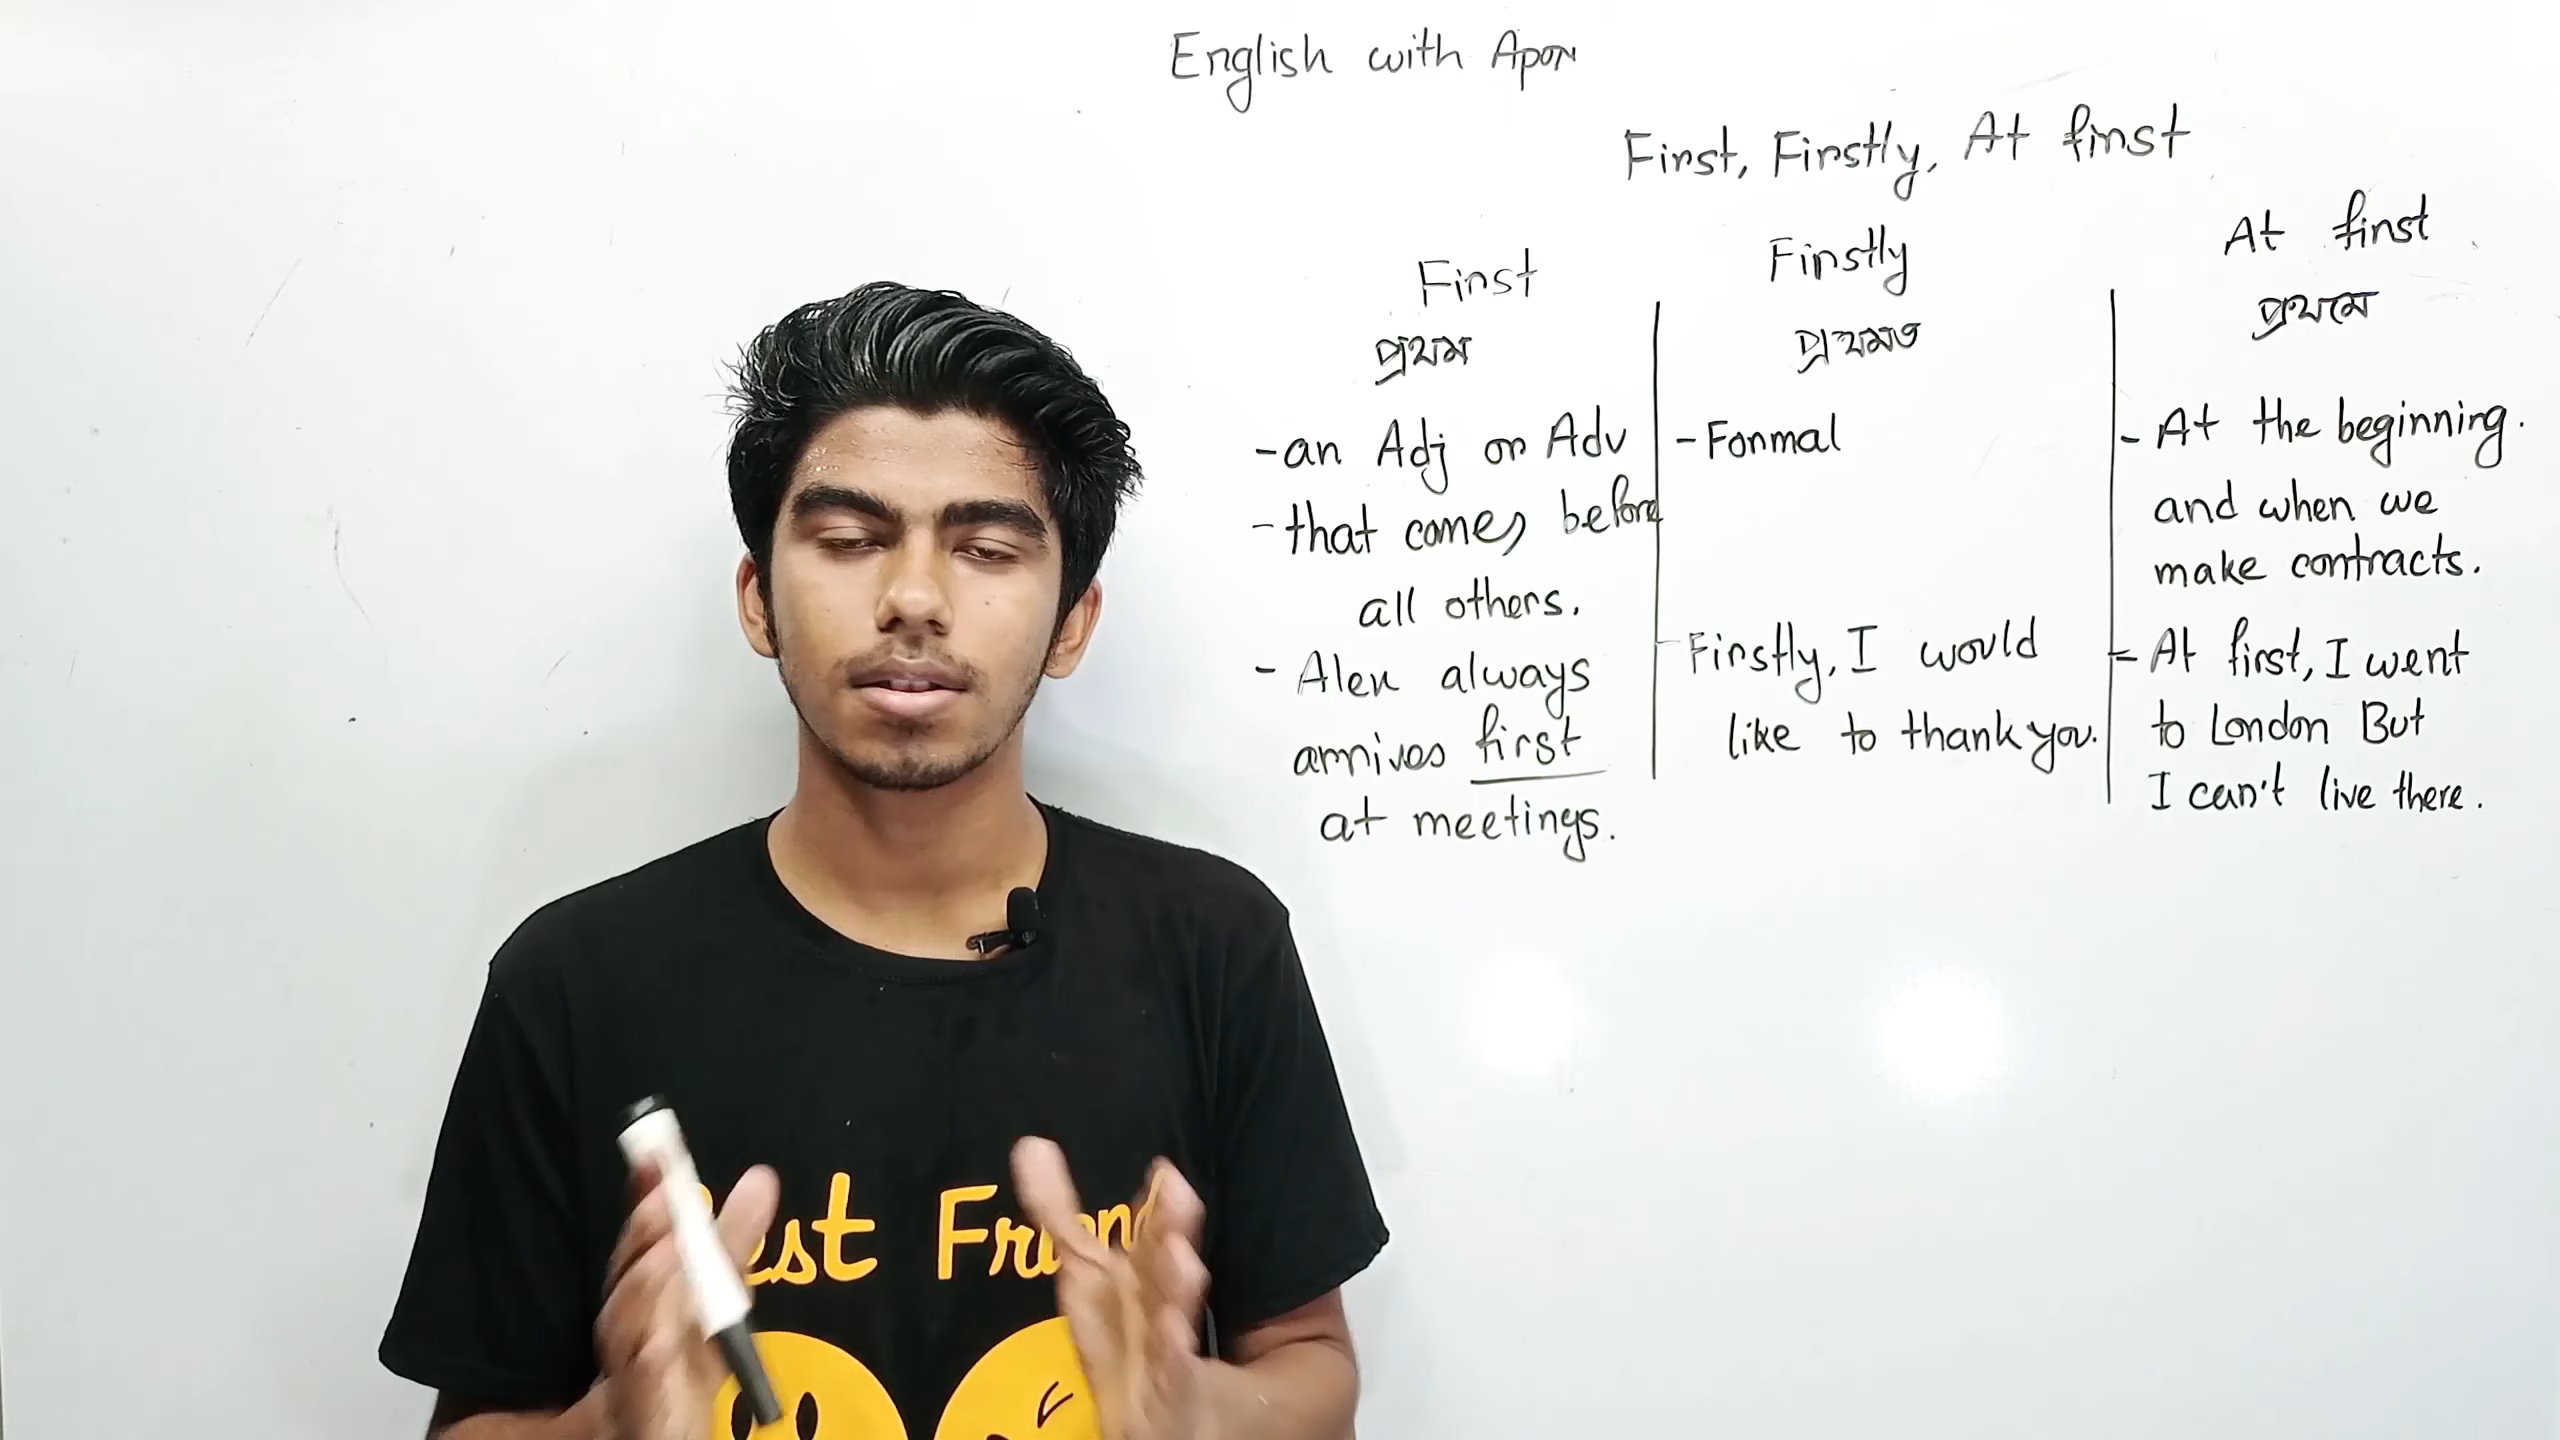 English with Apon
First, Firstly, At first
First
প্রথম
-an Adj or Adv
-that comes before
all others.
- Alex always
arrives first
at meetings.
Firstly
প্রথমত
-Formal
-Firstly, I would
like to thank you.
At first
প্রথমে
-At the beginning.
and when we
make contracts.
-At first, I went
to London But
I can't live there.
Best Friend